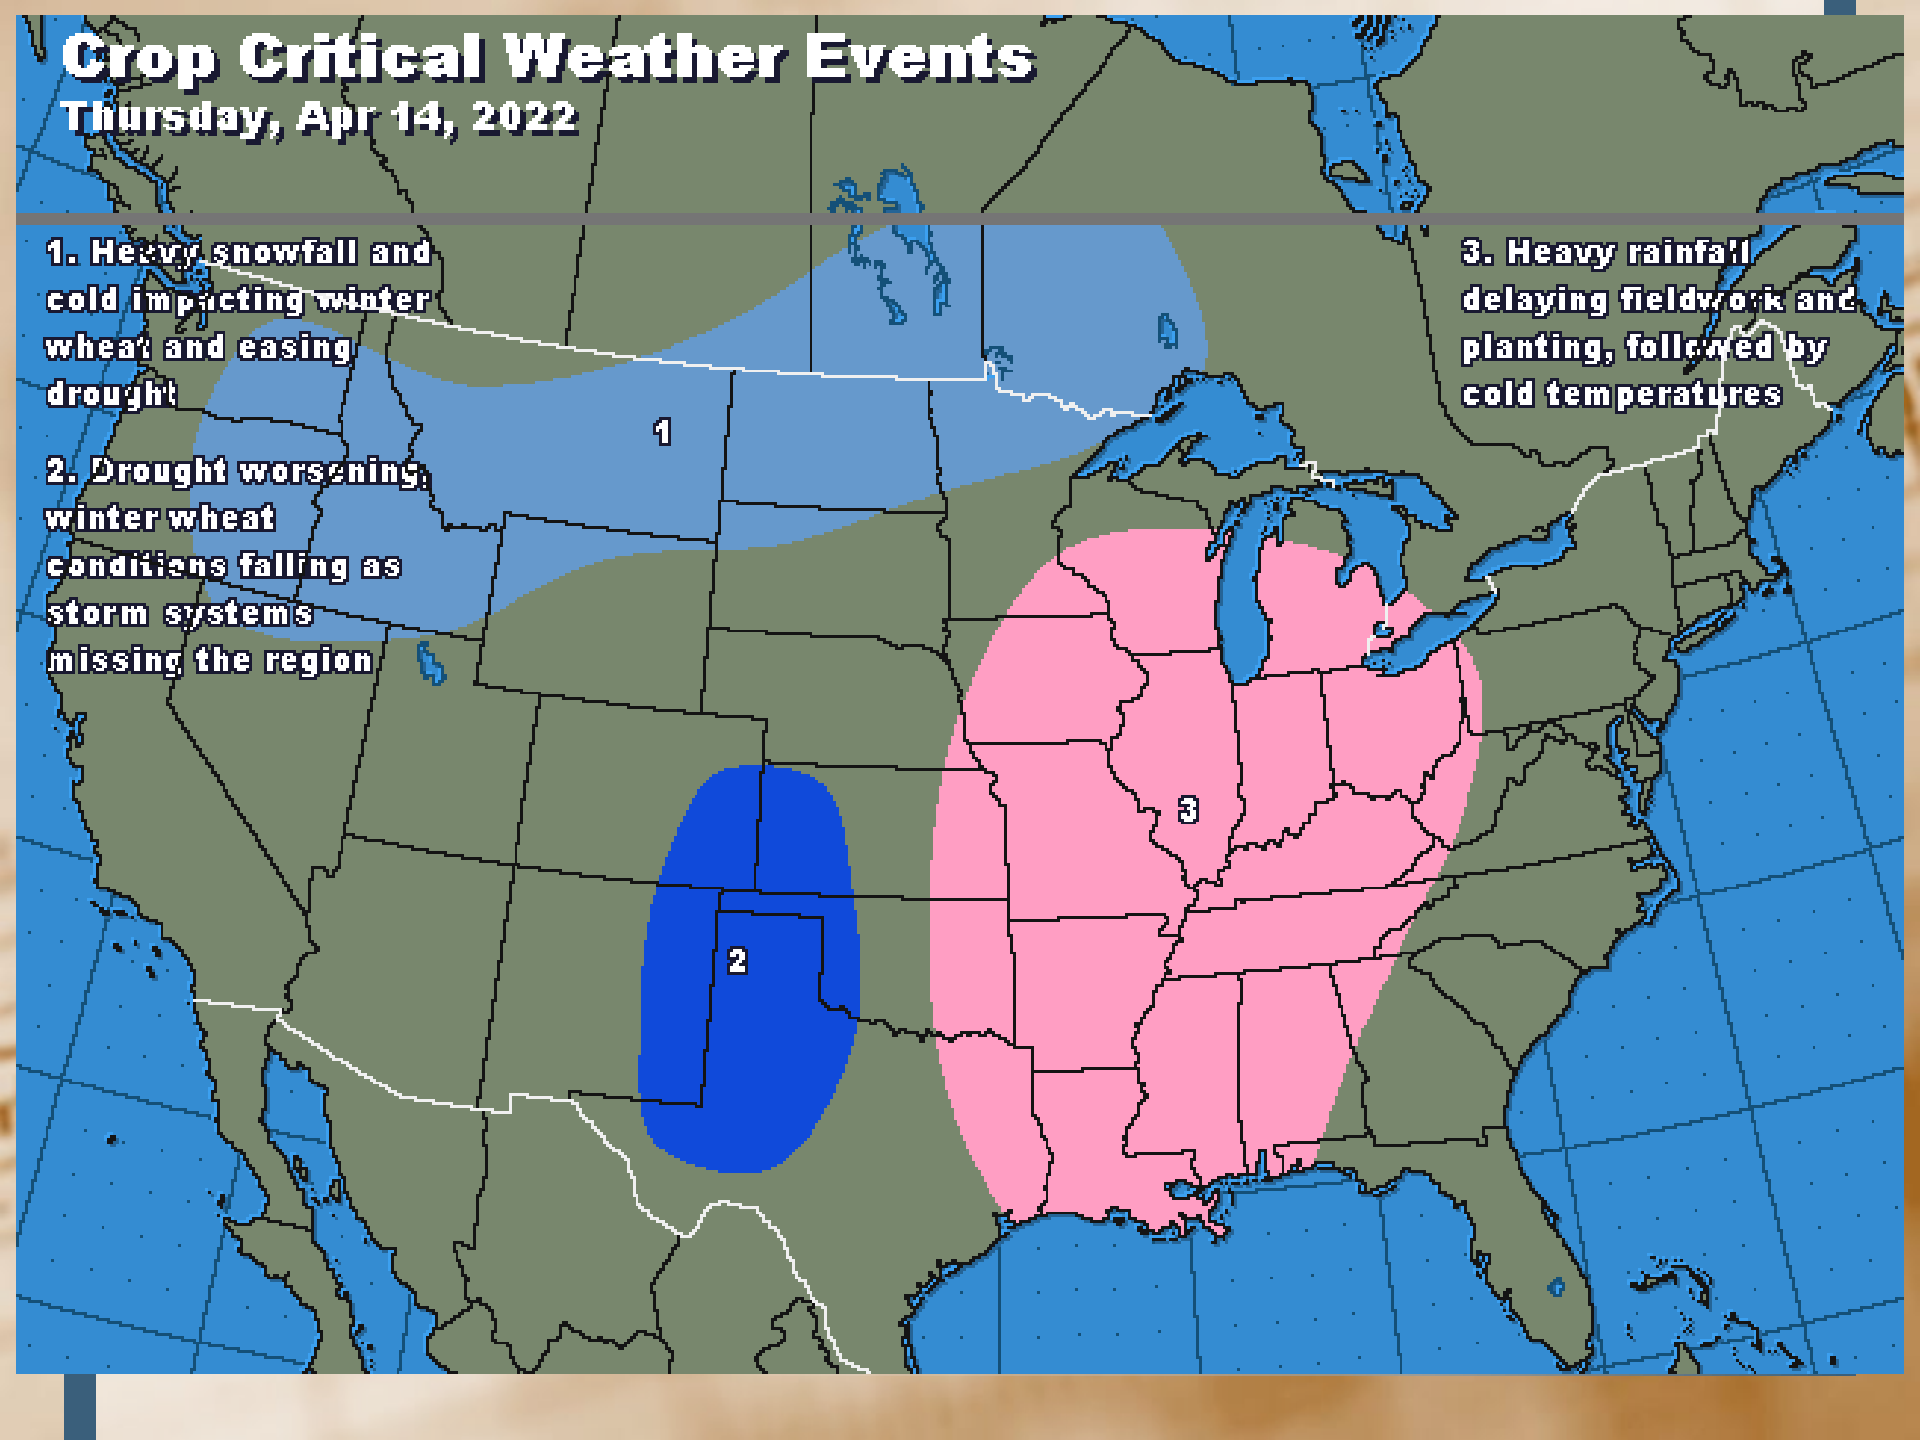 Crop Critical Weather Events
Thursday, Apr 14, 2022
1. Heavy snowfall and
cold impacting winter
wheat and easing
drought
2. Drought worsening;
winter wheat
conditions falling as
storm systems
missing the region
3. Heavy rainfall
delaying fieldwork and
planting, followed by
cold temperatures
1
3
2